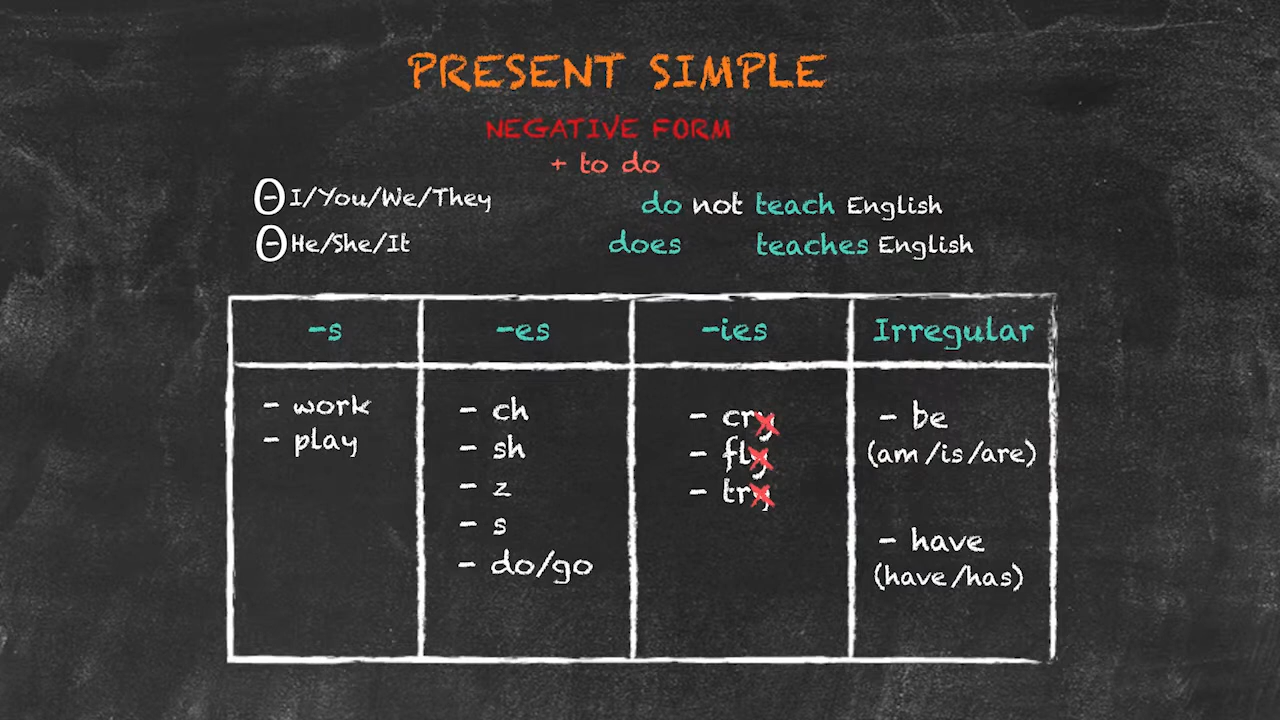 PRESENT SIMPLE
NEGATIVE FORM
+ to do
- I/You/We/They do not teach English
- He/She/It does teaches English
-s -es -ies Irregular
- work
- play
- ch
- sh
- z
- s
- do/go
- cry
- fly
- try
- be
(am/is/are)
- have
(have/has)